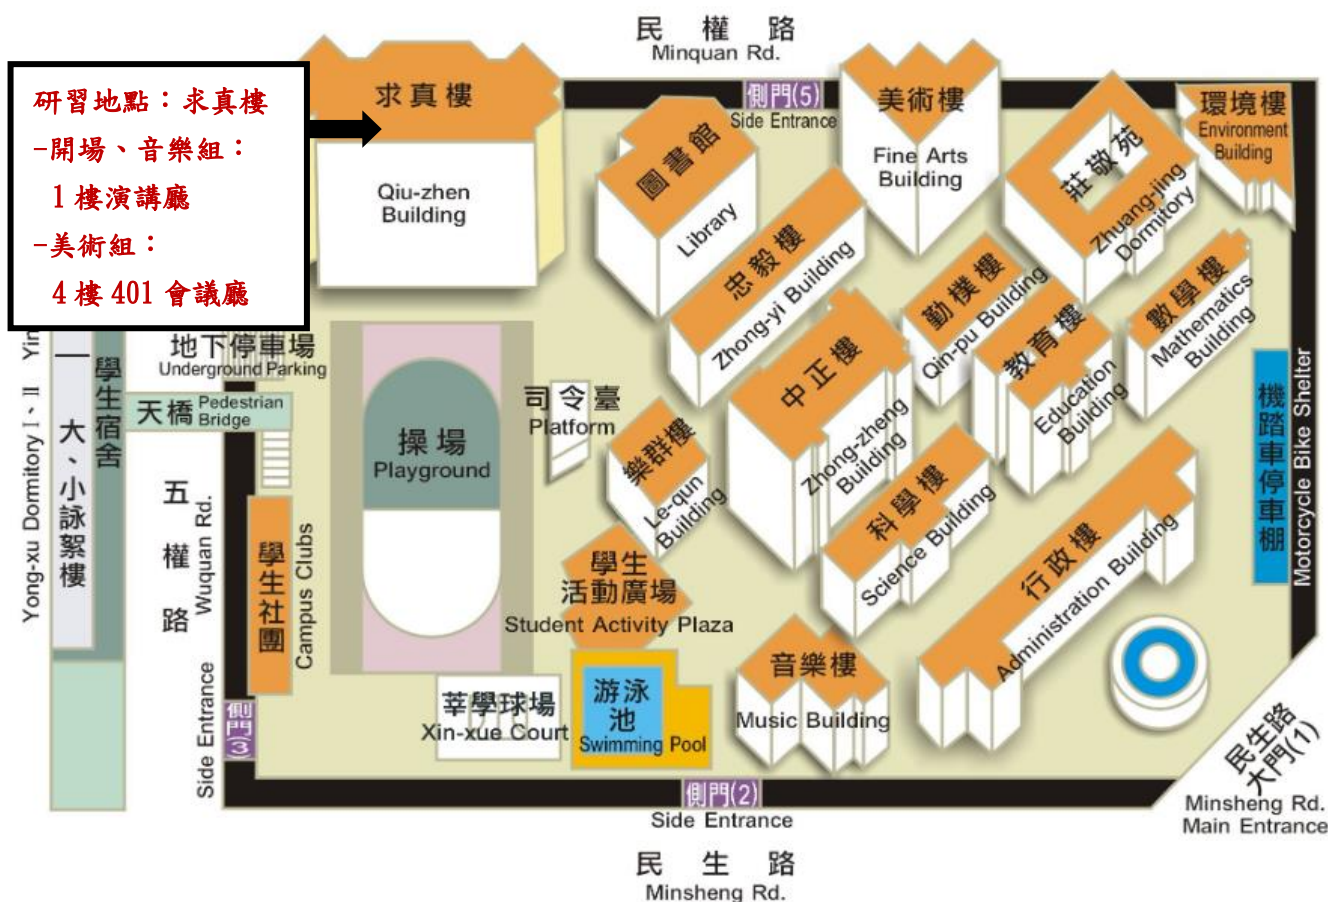 民 權 路
Minquan Rd.
研習地點：求真樓
-開場、音樂組：
1樓演講廳
-美術組：
4樓 401 會議廳
求真樓
Qiu-zhen
Building
側門(5)
Side Entrance
圖書館
Library
美術樓
Fine Arts
Building
莊敬苑
Zhuang-jing
Dormitory
環境樓
Environment
Building
忠毅樓
Zhong-yi Building
勤樸樓
Qin-pu Building
教育樓
Education
Building
數學樓
Mathematics
Building
中正樓
Zhong-zheng
Building
地下停車場
Underground Parking
天橋
Pedestrian
Bridge
學生宿舍
大、小詠絮樓
Yong-xu Dormitory I、II Yin
五權路
Wuquan Rd.
操場
Playground
司令臺
Platform
樂群樓
Le-qun
Building
科學樓
Science Building
行政樓
Administration Building
機踏車停車棚
Motorcycle Bike Shelter
學生社團
Campus Clubs
學生
活動廣場
Student Activity Plaza
側門(3)
Side Entrance
莘學球場
Xin-xue Court
游泳
池
Swimming Pool
音樂樓
Music Building
側門(2)
Side Entrance
民生路
大門(1)
Minsheng Rd.
Main Entrance
民 生 路
Minsheng Rd.